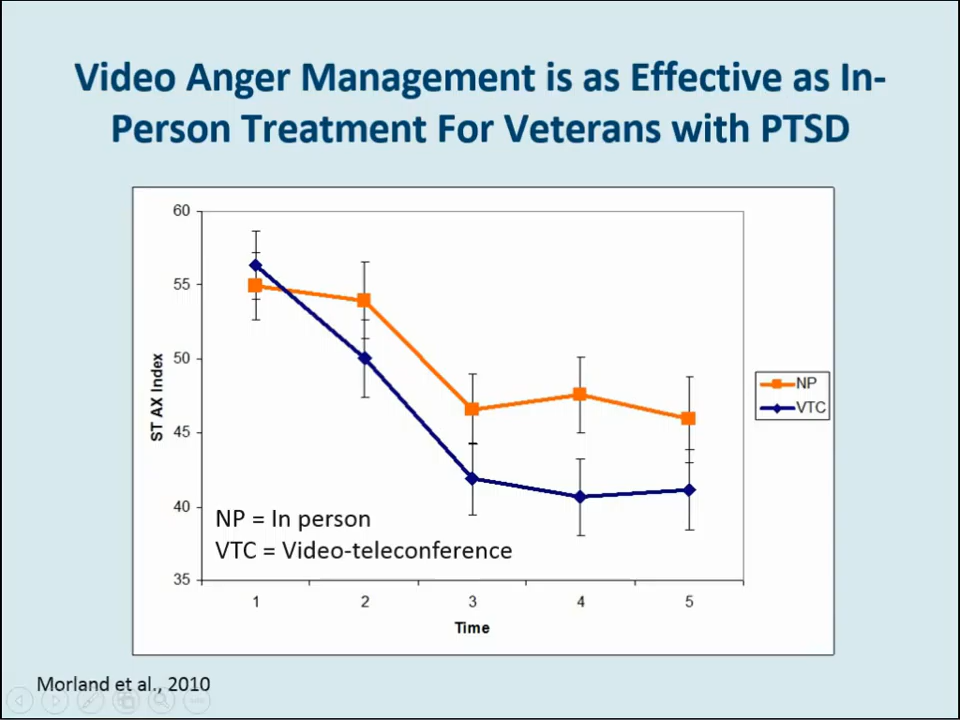 Video Anger Management is as Effective as In-
Person Treatment For Veterans with PTSD
60
55
50
45
40
35
ST AX Index
NP
VTC
NP = In person
VTC = Video-teleconference
1 2 3 4 5
Time
Morland et al., 2010